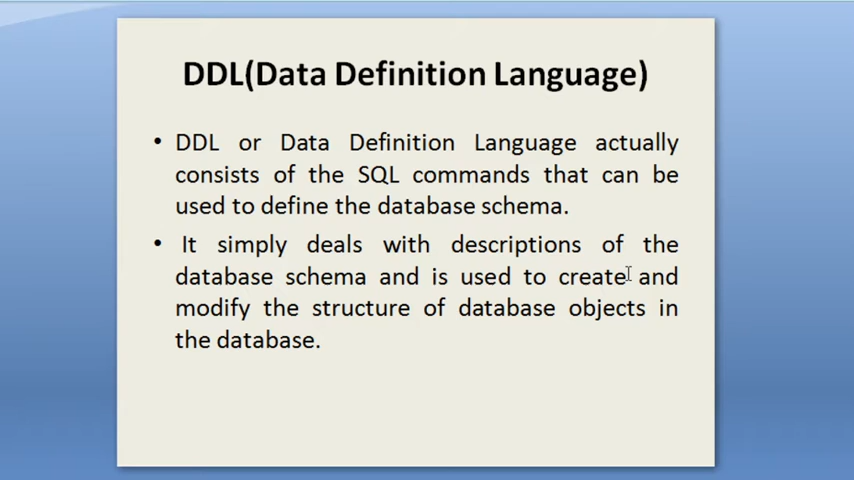 DDL(Data Definition Language)
• DDL or Data Definition Language actually
consists of the SQL commands that can be
used to define the database schema.
• It simply deals with descriptions of the
database schema and is used to create and
modify the structure of database objects in
the database.